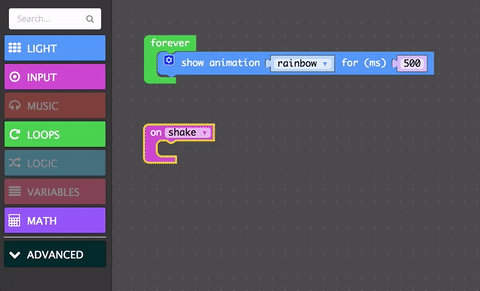 Search...
LIGHT
INPUT
MUSIC
LOOPS
LOGIC
VARIABLES
MATH
ADVANCED
forever
show animation rainbow for (ms) 500
on shake